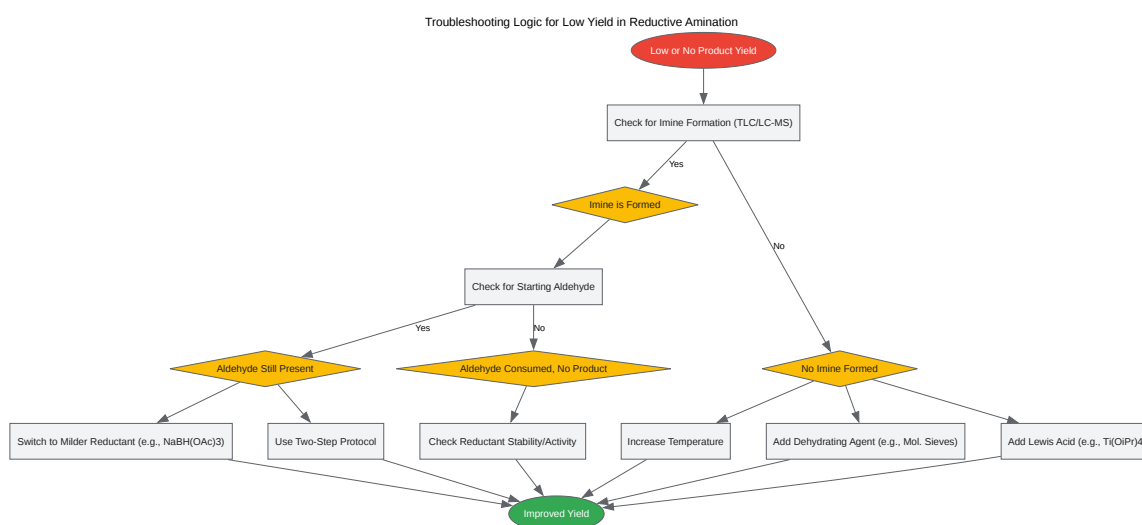 Troubleshooting Logic for Low Yield in Reductive Amination
Low or No Product Yield
Check for Imine Formation (TLC/LC-MS)
Yes
Imine is Formed
No
Check for Starting Aldehyde
Yes
No
Aldehyde Still Present
Aldehyde Consumed, No Product
No Imine Formed
Switch to Milder Reductant (e.g., NaBH(OAc)3)
Use Two-Step Protocol
Check Reductant Stability/Activity
Increase Temperature
Add Dehydrating Agent (e.g., Mol. Sieves)
Add Lewis Acid (e.g., Ti(OiPr)4
Improved Yield